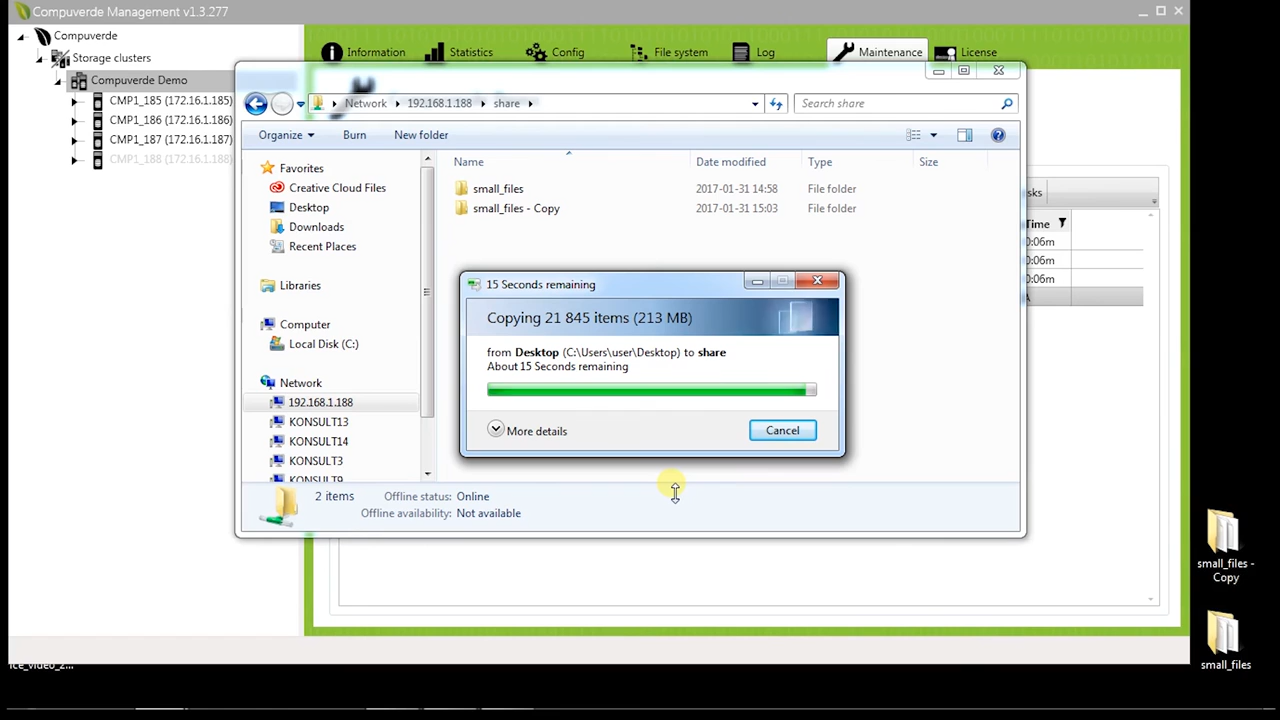 Compuverde Management v1.3.277
Compuverde
Storage clusters
Compuverde Demo
CMP1_185 (172.16.1.185)
CMP1_186 (172.16.1.186)
CMP1_187 (172.16.1.187)
CMP1_188 (172.16.1.188)
Information
Statistics
Config
File system
Log
Maintenance
License
Network
192.168.1.188
share
Search share
Organize
Burn
New folder
Favorites
Creative Cloud Files
Desktop
Downloads
Recent Places
Libraries
Computer
Local Disk (C:)
Network
192.168.1.188
KONSULT13
KONSULT14
KONSULT3
KONSULT9
Name Date modified Type Size
small_files 2017-01-31 14:58 File folder
small_files - Copy 2017-01-31 15:03 File folder
15 Seconds remaining
Copying 21 845 items (213 MB)
from Desktop (C:\Users\user\Desktop) to share
About 15 Seconds remaining
More details
Cancel
2 items
Offline status: Online
Offline availability: Not available
Time
0:06m
0:06m
0:06m
small_files -
Copy
small_files